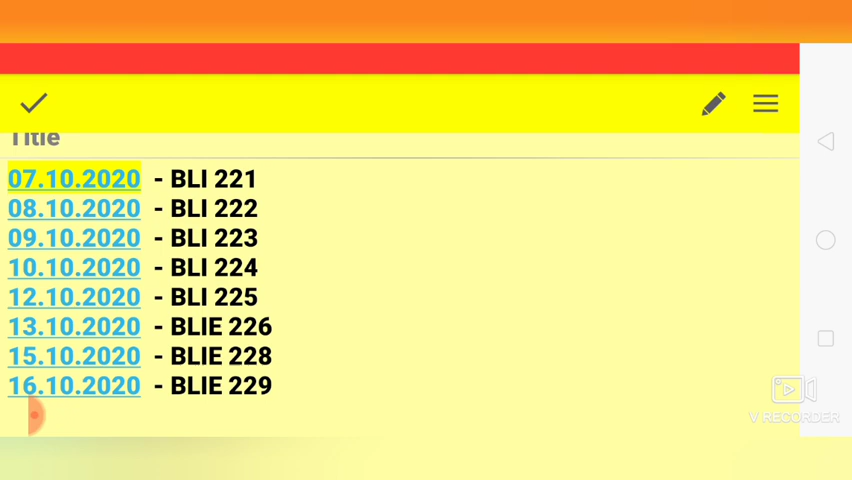 Title
07.10.2020 - BLI 221
08.10.2020 - BLI 222
09.10.2020 - BLI 223
10.10.2020 - BLI 224
12.10.2020 - BLI 225
13.10.2020 - BLIE 226
15.10.2020 - BLIE 228
16.10.2020 - BLIE 229
V RECORDER